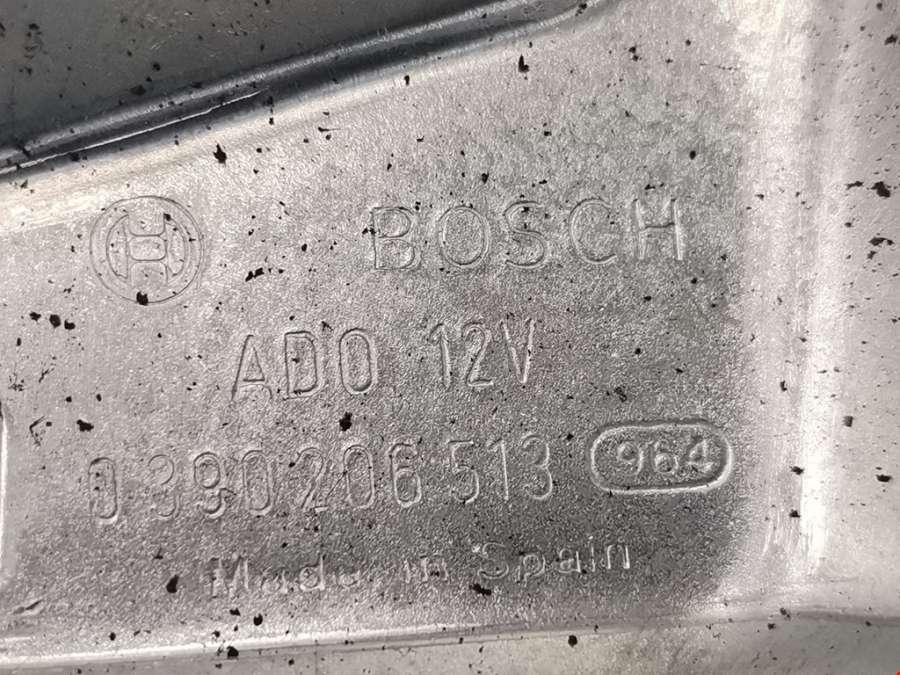 BOSCH
ADO 12V
0 390 206 513 964
Made in Spain